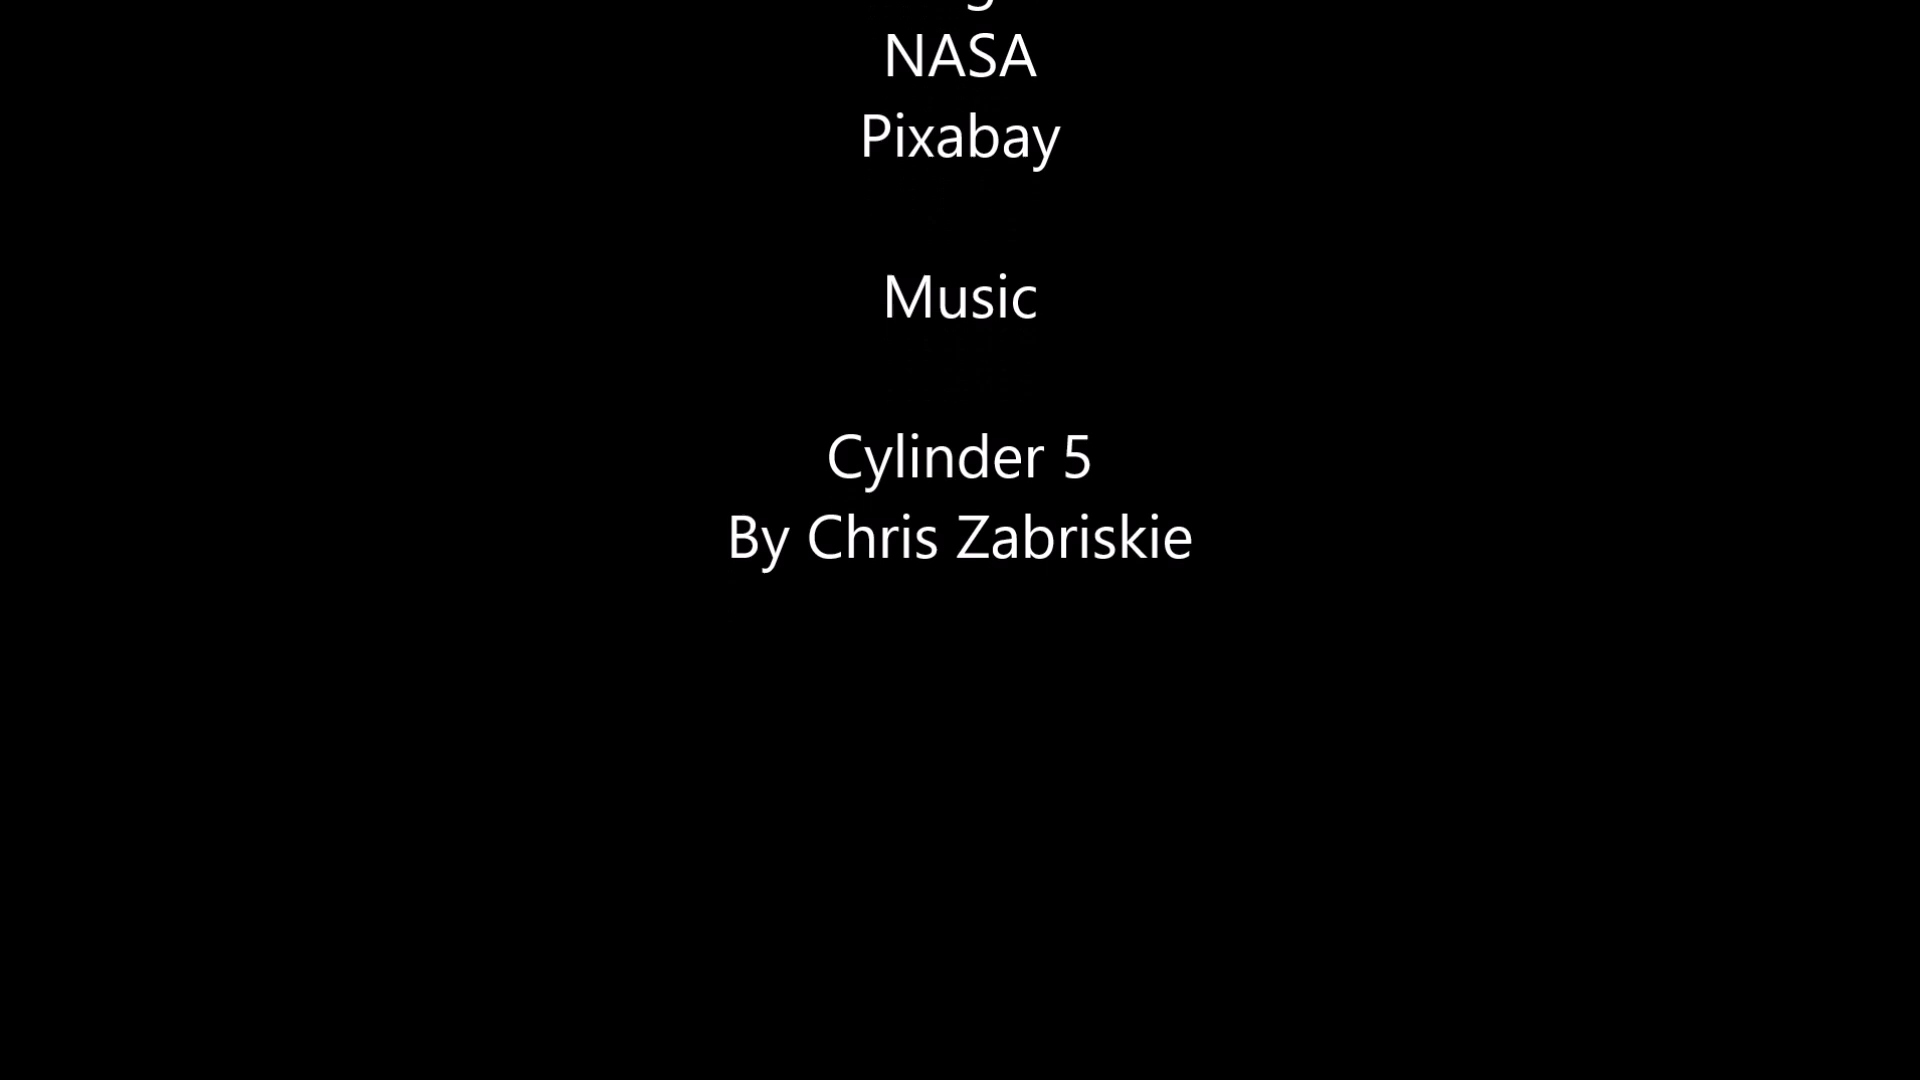 NASA
Pixabay
Music
Cylinder 5
By Chris Zabriskie